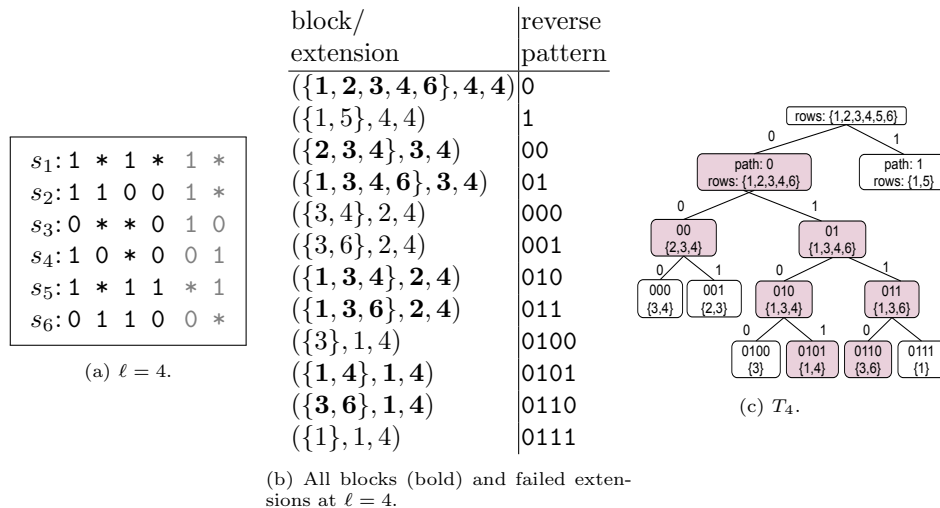 s1: 1 * 1 * 1 *
s2: 1 1 0 0 1 *
s3: 0 * * 0 1 0
s4: 1 0 * 0 0 1
s5: 1 * 1 1 * 1
s6: 0 1 1 0 0 *
(a) ℓ = 4.
block/ reverse
extension pattern
({1, 2, 3, 4, 6}, 4, 4) 0
({1, 5}, 4, 4) 1
({2, 3, 4}, 3, 4) 00
({1, 3, 4, 6}, 3, 4) 01
({3, 4}, 2, 4) 000
({3, 6}, 2, 4) 001
({1, 3, 4}, 2, 4) 010
({1, 3, 6}, 2, 4) 011
({3}, 1, 4) 0100
({1, 4}, 1, 4) 0101
({3, 6}, 1, 4) 0110
({1}, 1, 4) 0111
(b) All blocks (bold) and failed exten-
sions at ℓ = 4.
rows: {1,2,3,4,5,6}
0 1
path: 0 path: 1
rows: {1,2,3,4,6} rows: {1,5}
0 1
00 01
{2,3,4} {1,3,4,6}
0 1 0 1
000 001 010 011
{3,4} {2,3} {1,3,4} {1,3,6}
0 1 0 1
0100 0101 0110 0111
{3} {1,4} {3,6} {1}
(c) T4.